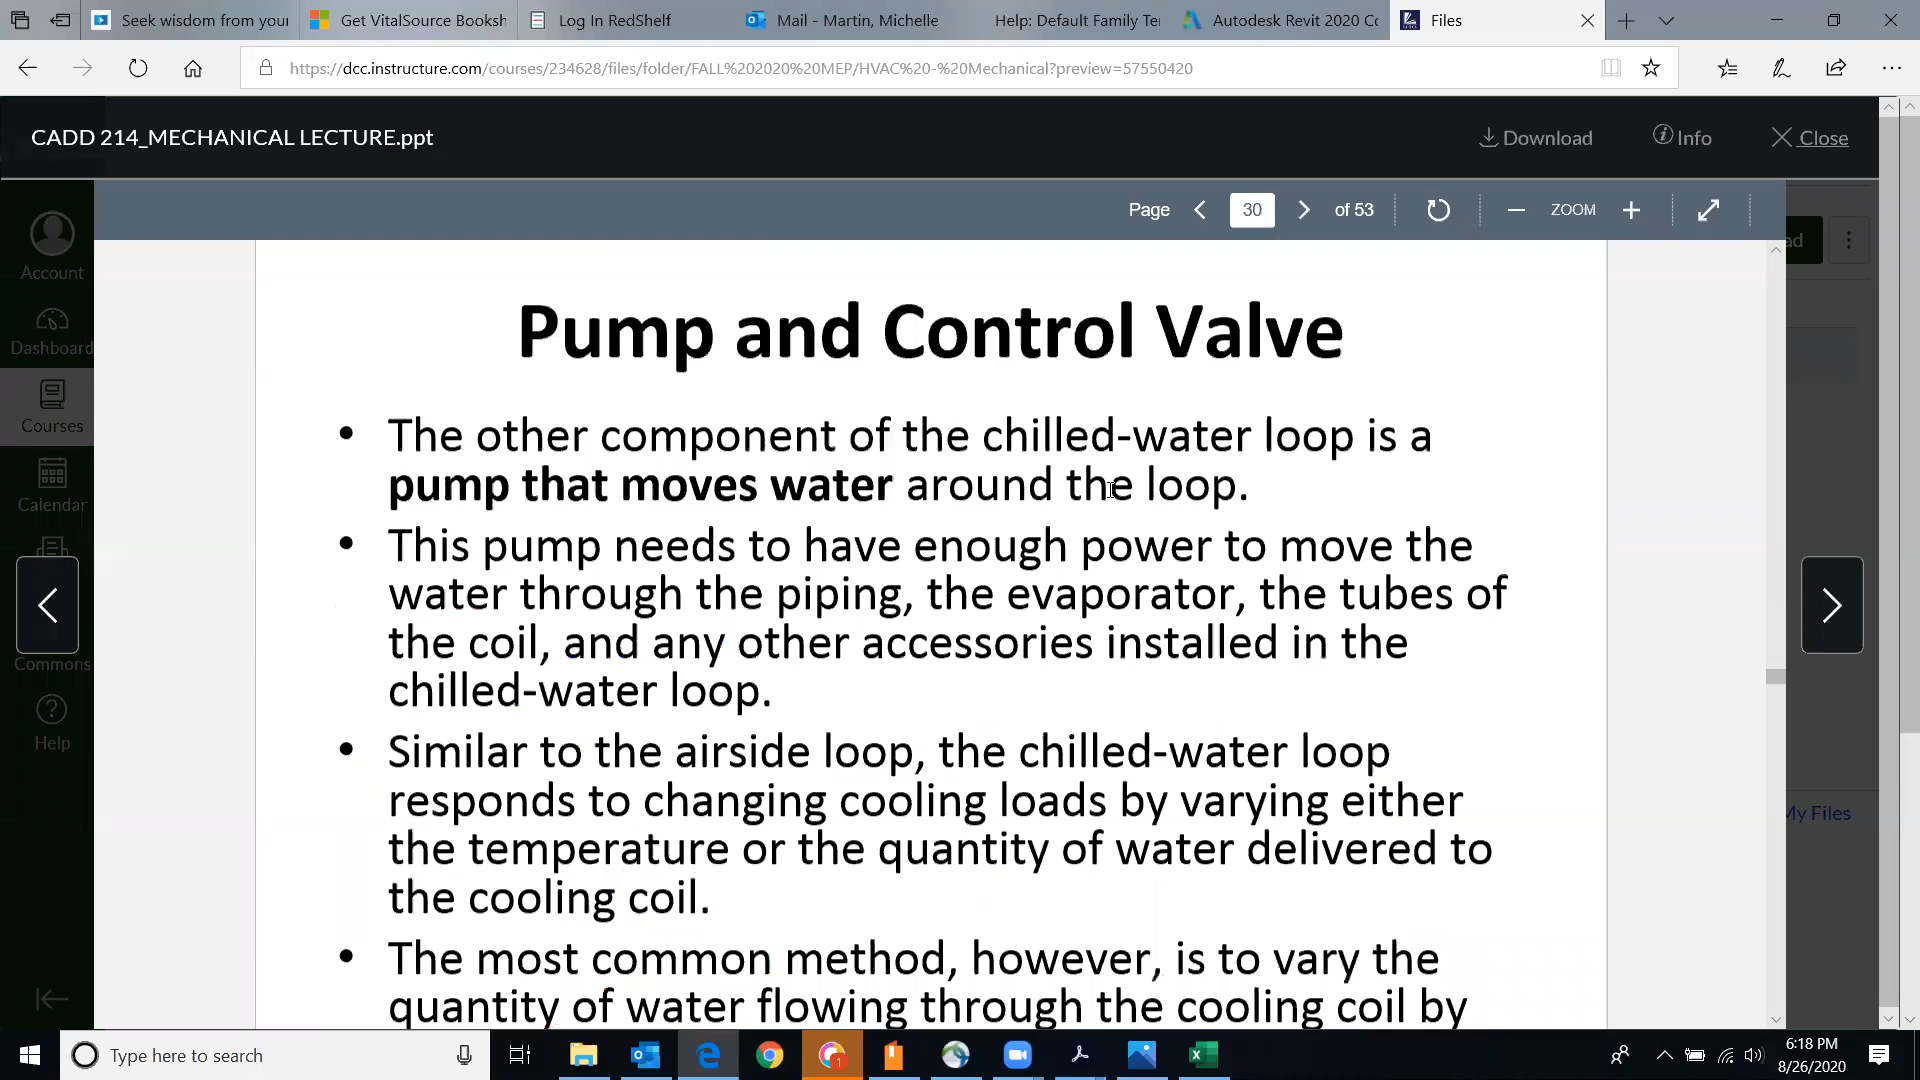 Seek wisdom from your
Get VitalSource Booksh
Log In RedShelf
Mail - Martin, Michelle
Help: Default Family Te
Autodesk Revit 2020 Co
Files
https://dcc.instructure.com/courses/234628/files/folder/FALL%202020%20MEP/HVAC%20-%20Mechanical?preview=57550420
CADD 214_MECHANICAL LECTURE.ppt
Download
Info
Close
Page
30
of 53
ZOOM
ad
Account
Dashboard
Courses
Calendar
Commons
Help
My Files
Pump and Control Valve
• The other component of the chilled-water loop is a
pump that moves water around the loop.
• This pump needs to have enough power to move the
water through the piping, the evaporator, the tubes of
the coil, and any other accessories installed in the
chilled-water loop.
• Similar to the airside loop, the chilled-water loop
responds to changing cooling loads by varying either
the temperature or the quantity of water delivered to
the cooling coil.
• The most common method, however, is to vary the
quantity of water flowing through the cooling coil by
Type here to search
1
6:18 PM
8/26/2020